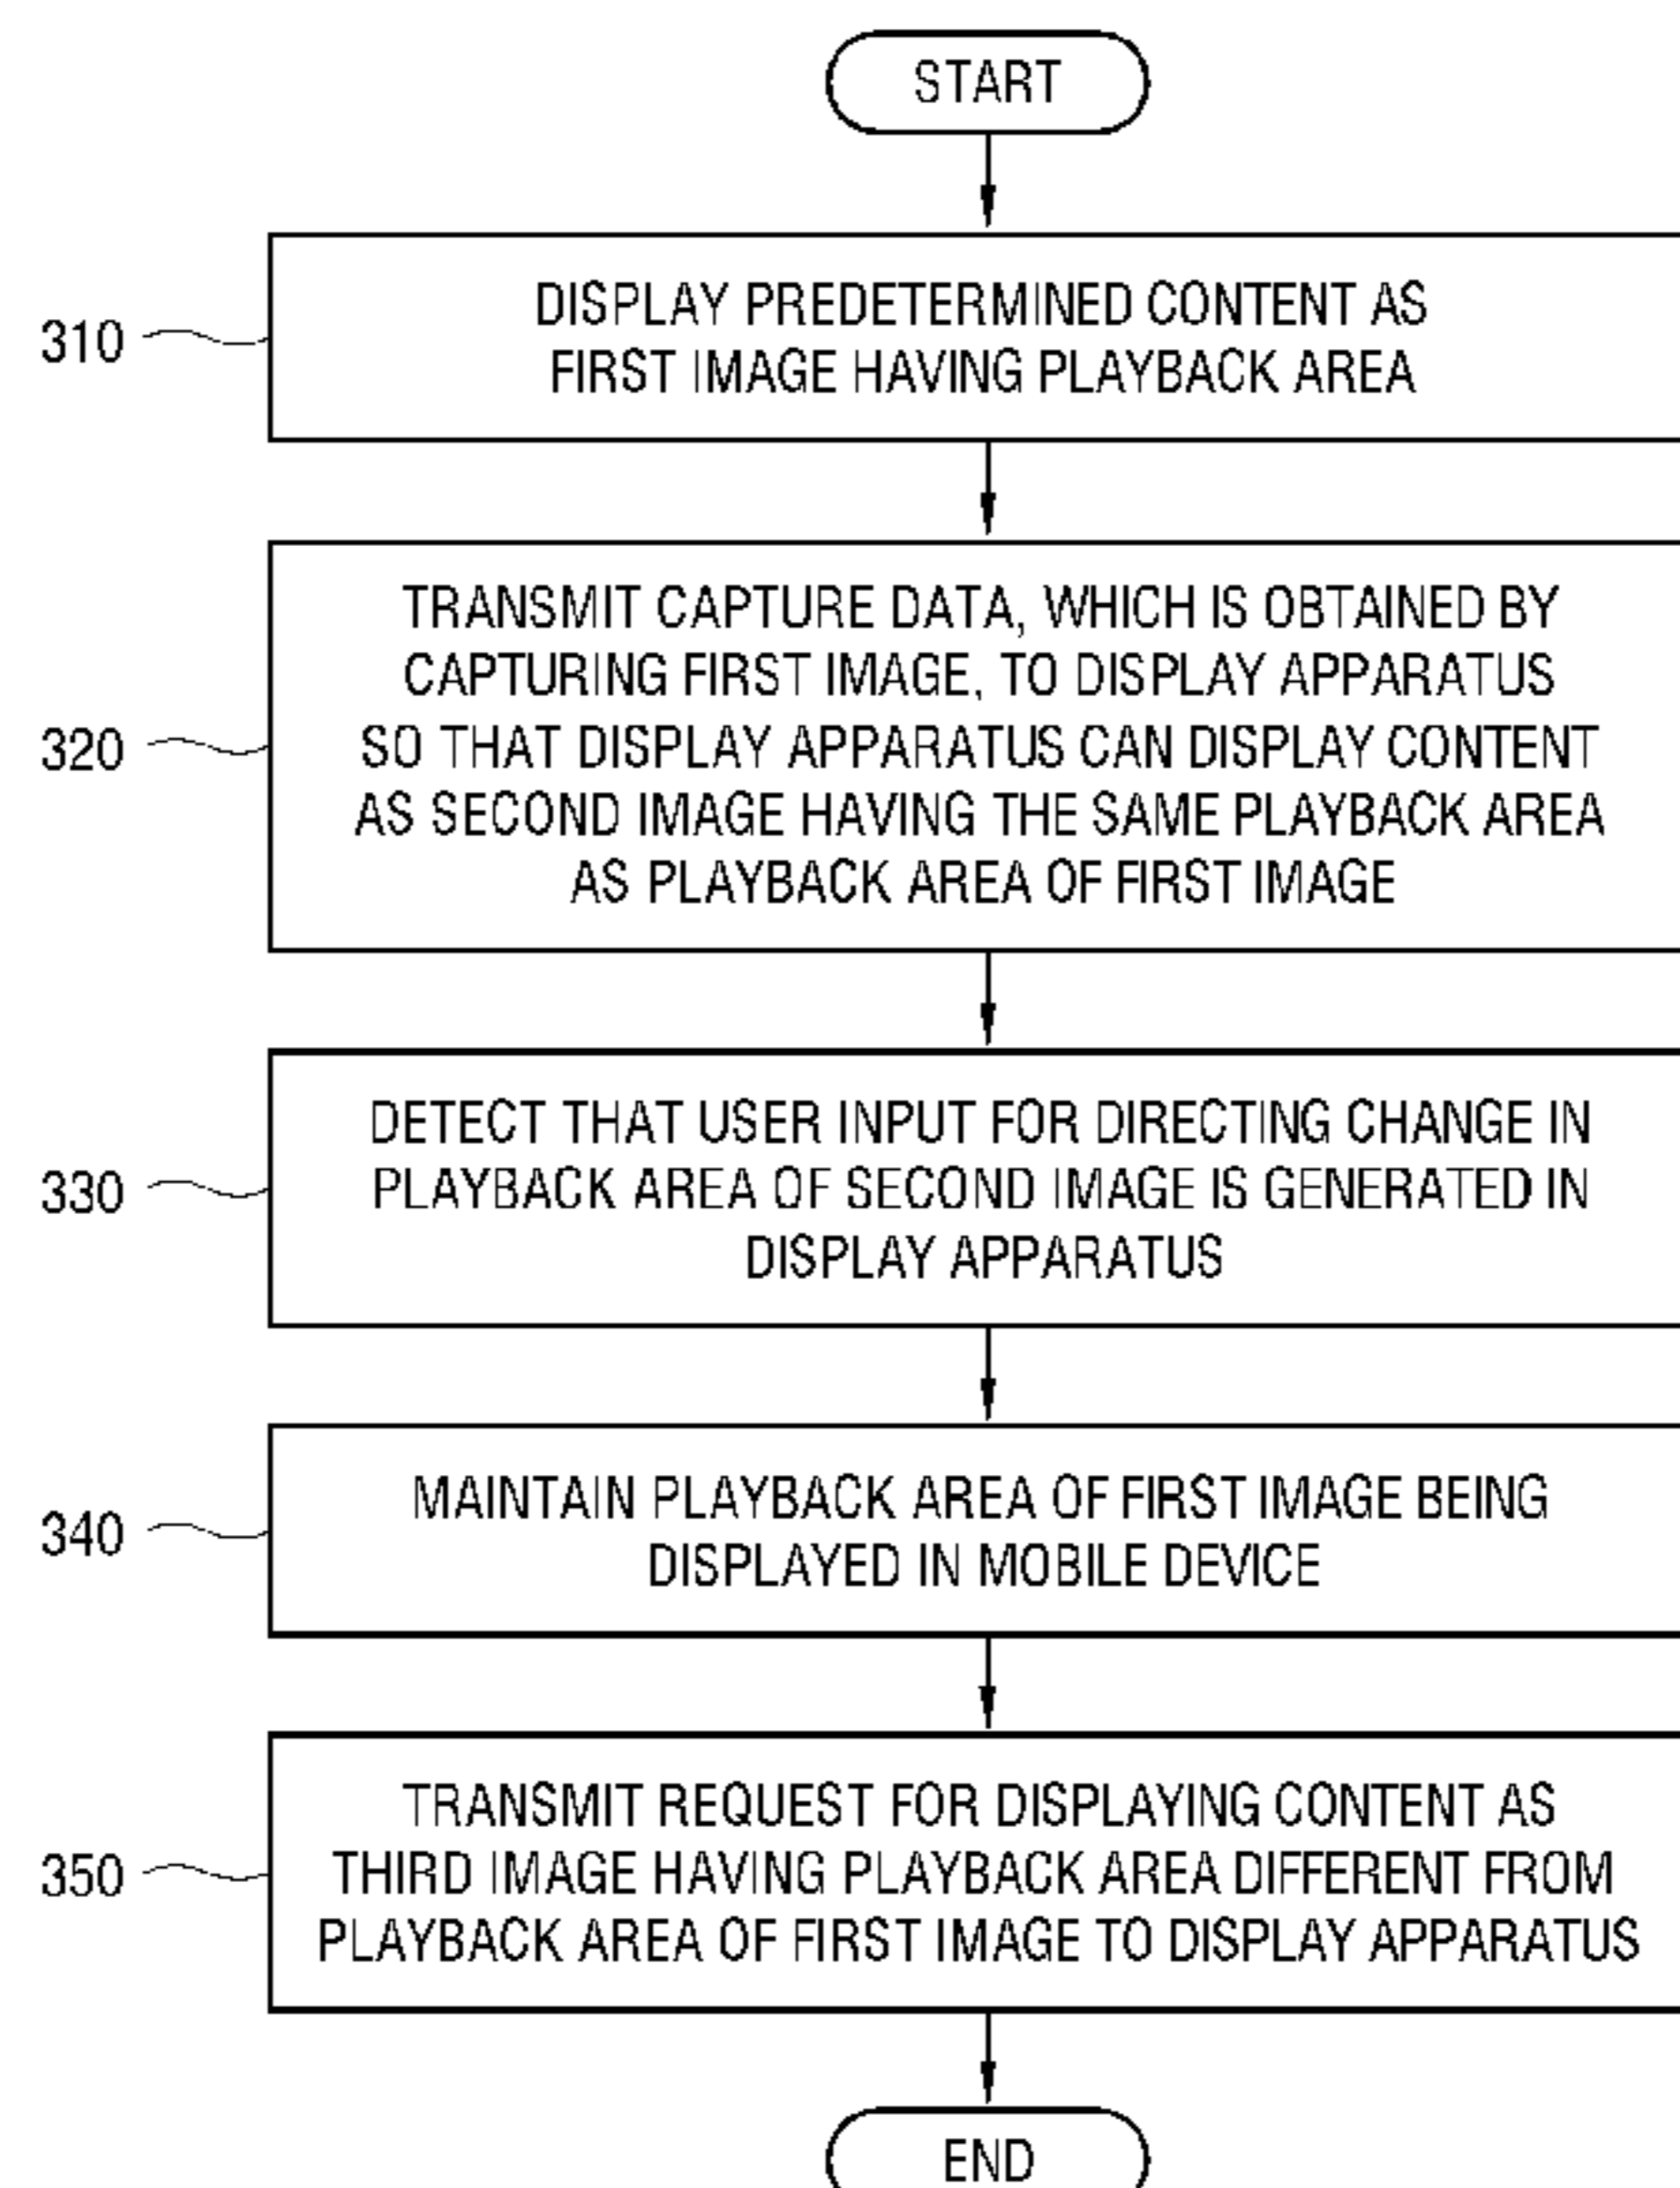 START
310
DISPLAY PREDETERMINED CONTENT AS
FIRST IMAGE HAVING PLAYBACK AREA
320
TRANSMIT CAPTURE DATA, WHICH IS OBTAINED BY
CAPTURING FIRST IMAGE, TO DISPLAY APPARATUS
SO THAT DISPLAY APPARATUS CAN DISPLAY CONTENT
AS SECOND IMAGE HAVING THE SAME PLAYBACK AREA
AS PLAYBACK AREA OF FIRST IMAGE
330
DETECT THAT USER INPUT FOR DIRECTING CHANGE IN
PLAYBACK AREA OF SECOND IMAGE IS GENERATED IN
DISPLAY APPARATUS
340
MAINTAIN PLAYBACK AREA OF FIRST IMAGE BEING
DISPLAYED IN MOBILE DEVICE
350
TRANSMIT REQUEST FOR DISPLAYING CONTENT AS
THIRD IMAGE HAVING PLAYBACK AREA DIFFERENT FROM
PLAYBACK AREA OF FIRST IMAGE TO DISPLAY APPARATUS
END